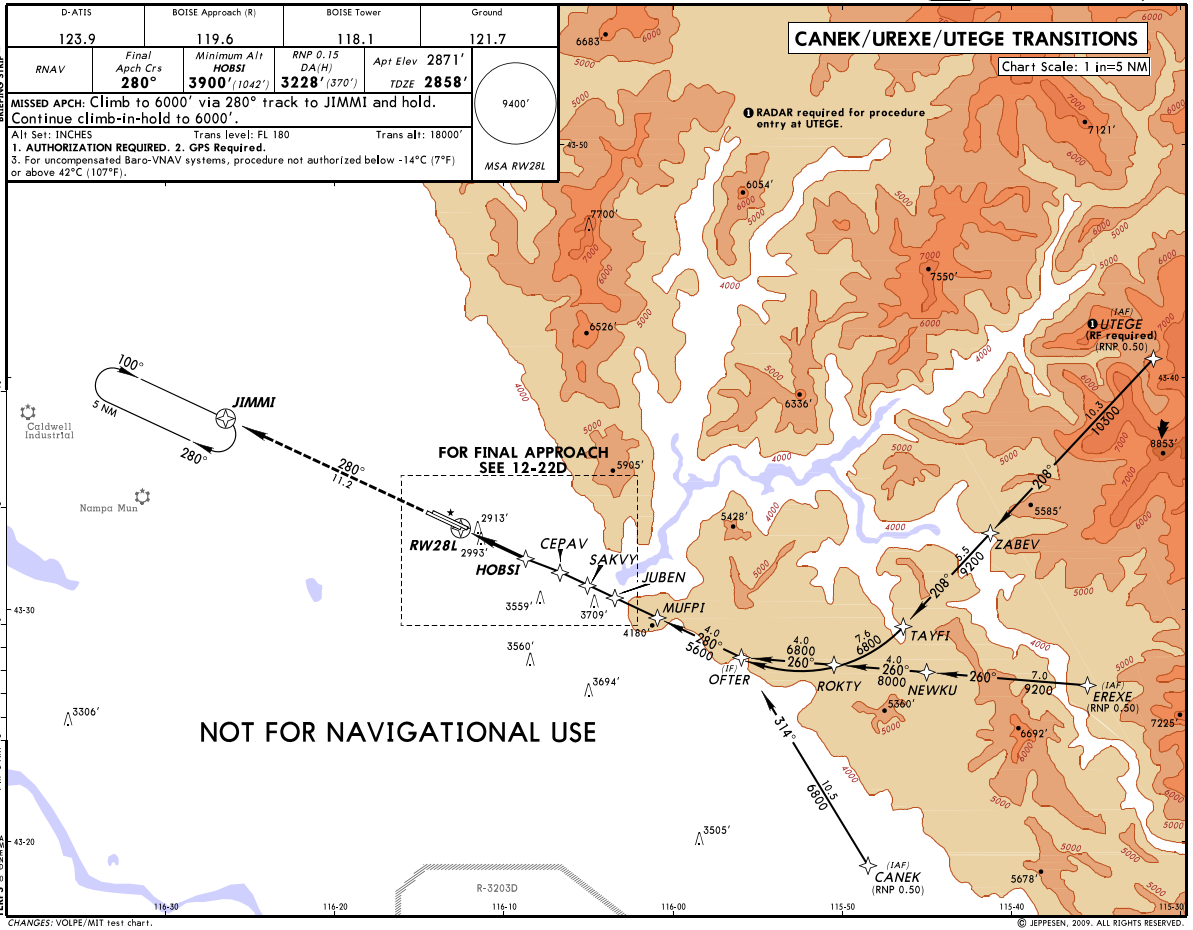 D-ATIS
123.9
BOISE Approach (R)
119.6
BOISE Tower
118.1
Ground
121.7
RNAV
Final
Apch Crs
280°
Minimum Alt
HOBSI
3900'(1042')
RNP 0.15
DA(H)
3228'(370')
Apt Elev 2871'
TDZE 2858'
MISSED APCH: Climb to 6000' via 280° track to JIMMI and hold.
Continue climb-in-hold to 6000'.
Alt Set: INCHES Trans level: FL 180 Trans alt: 18000'
1. AUTHORIZATION REQUIRED. 2. GPS Required.
3. For uncompensated Baro-VNAV systems, procedure not authorized below -14°C (7°F)
or above 42°C (107°F).
9400'
MSA RW28L
CANEK/UREXE/UTEGE TRANSITIONS
Chart Scale: 1 in=5 NM
1 RADAR required for procedure
entry at UTEGE.
6683'
7121'
6054'
7700'
7550'
6526'
6336'
5905'
5428'
5585'
8853'
43-50
43-40
43-30
43-20
(IAF)
1 UTEGE
(RF required)
(RNP 0.50)
10.3
10300
208°
ZABEV
5.5
9200
208°
TAYFI
7.6
6800
100°
JIMMI
5 NM
280°
Caldwell
Industrial
Nampa Mun
280°
11.2
FOR FINAL APPROACH
SEE 12-22D
RW28L
2913'
2993'
HOBSI
CEPAV
SAKVY
JUBEN
MUFPI
3559'
3709'
4180'
3560'
3694'
3306'
3505'
4.0
280°
5600
(IF)
OFTER
4.0
6800
260°
ROKTY
4.0
260°
8000
NEWKU
260°
7.0
9200
(IAF)
EREXE
(RNP 0.50)
5360'
6692'
7225'
5678'
314°
10.5
6800
(IAF)
CANEK
(RNP 0.50)
NOT FOR NAVIGATIONAL USE
R-3203D
116-30
116-20
116-10
116-00
115-50
115-40
115-30
CHANGES: VOLPE/MIT test chart.
© JEPPESEN, 2009. ALL RIGHTS RESERVED.